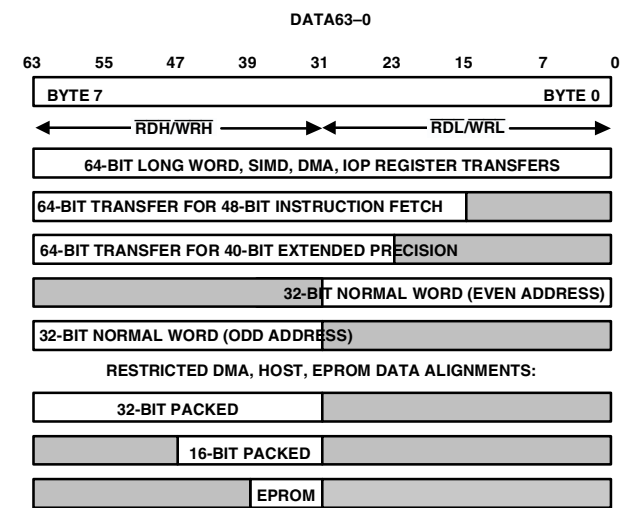 DATA63–0
63 55 47 39 31 23 15 7 0
BYTE 7 BYTE 0
RDH/WRH RDL/WRL
64-BIT LONG WORD, SIMD, DMA, IOP REGISTER TRANSFERS
64-BIT TRANSFER FOR 48-BIT INSTRUCTION FETCH
64-BIT TRANSFER FOR 40-BIT EXTENDED PRECISION
32-BIT NORMAL WORD (EVEN ADDRESS)
32-BIT NORMAL WORD (ODD ADDRESS)
RESTRICTED DMA, HOST, EPROM DATA ALIGNMENTS:
32-BIT PACKED
16-BIT PACKED
EPROM